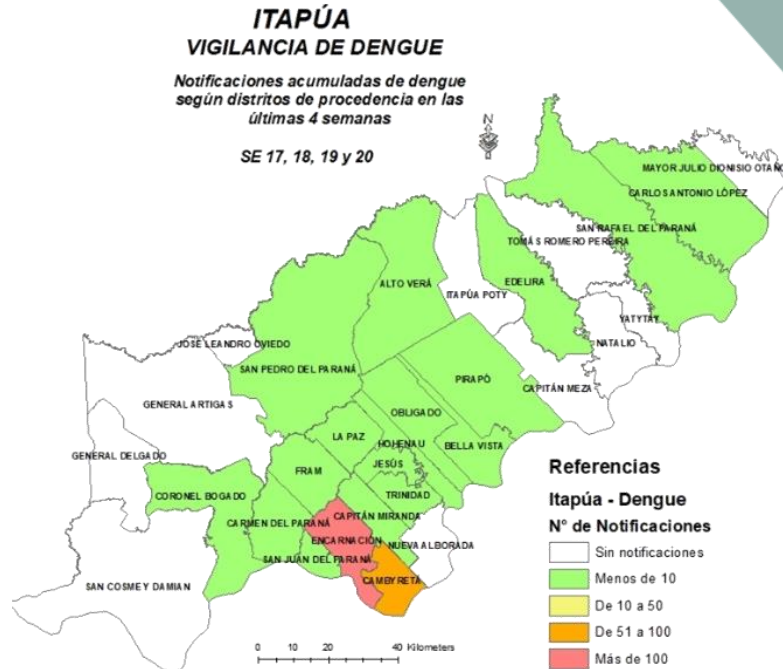 ITAPÚA
VIGILANCIA DE DENGUE
Notificaciones acumuladas de dengue
según distritos de procedencia en las
últimas 4 semanas
SE 17, 18, 19 y 20
N
MAYOR JULIO DIONISIO OTAÑO
CARLOS ANTONIO LÓPEZ
SAN RAFAEL DEL PARANÁ
TOMÁS ROMERO PEREIRA
EDELIRA
ALTO VERÁ
ITAPÚA POTY
YATYTAY
NATALIO
JOSÉ LEANDRO OVIEDO
SAN PEDRO DEL PARANÁ
PIRAPÓ
CAPITÁN MEZA
GENERAL ARTIGAS
OBLIGADO
LA PAZ
HOHENAU
BELLA VISTA
GENERAL DELGADO
FRAM
JESÚS
CORONEL BOGADO
TRINIDAD
CARMEN DEL PARANÁ
CAPITÁN MIRANDA
ENCARNACIÓN
NUEVA ALBORADA
SAN JUAN DEL PARANÁ
CAMBYRETÁ
SAN COSME Y DAMIAN
0 10 20 40 Kilometers
Referencias
Itapúa - Dengue
N° de Notificaciones
Sin notificaciones
Menos de 10
De 10 a 50
De 51 a 100
Más de 100